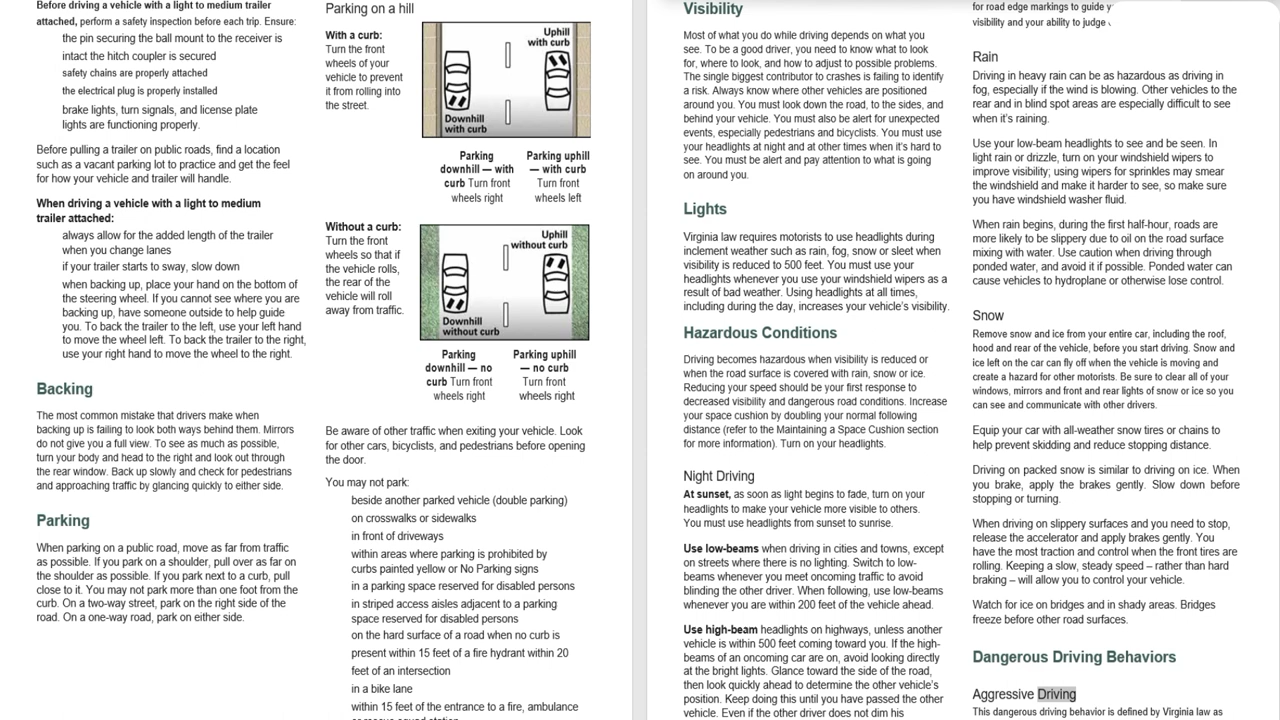 Before driving a vehicle with a light to medium trailer
attached, perform a safety inspection before each trip. Ensure:
the pin securing the ball mount to the receiver is
intact the hitch coupler is secured
safety chains are properly attached
the electrical plug is properly installed
brake lights, turn signals, and license plate
lights are functioning properly.
Before pulling a trailer on public roads, find a location
such as a vacant parking lot to practice and get the feel
for how your vehicle and trailer will handle.
When driving a vehicle with a light to medium
trailer attached:
always allow for the added length of the trailer
when you change lanes
if your trailer starts to sway, slow down
when backing up, place your hand on the bottom of
the steering wheel. If you cannot see where you are
backing up, have someone outside to help guide
you. To back the trailer to the left, use your left hand
to move the wheel left. To back the trailer to the right,
use your right hand to move the wheel to the right.
Backing
The most common mistake that drivers make when
backing up is failing to look both ways behind them. Mirrors
do not give you a full view. To see as much as possible,
turn your body and head to the right and look out through
the rear window. Back up slowly and check for pedestrians
and approaching traffic by glancing quickly to either side.
Parking
When parking on a public road, move as far from traffic
as possible. If you park on a shoulder, pull over as far on
the shoulder as possible. If you park next to a curb, pull
close to it. You may not park more than one foot from the
curb. On a two-way street, park on the right side of the
road. On a one-way road, park on either side.
Parking on a hill
With a curb:
Turn the front
wheels of your
vehicle to prevent
it from rolling into
the street.
Uphill
with curb
Downhill
with curb
Parking
downhill — with
curb Turn front
wheels right
Parking uphill
— with curb
Turn front
wheels left
Without a curb:
Turn the front
wheels so that if
the vehicle rolls,
the rear of the
vehicle will roll
away from traffic.
Uphill
without curb
Downhill
without curb
Parking
downhill — no
curb Turn front
wheels right
Parking uphill
— no curb
Turn front
wheels right
Be aware of other traffic when exiting your vehicle. Look
for other cars, bicyclists, and pedestrians before opening
the door.
You may not park:
beside another parked vehicle (double parking)
on crosswalks or sidewalks
in front of driveways
within areas where parking is prohibited by
curbs painted yellow or No Parking signs
in a parking space reserved for disabled persons
in striped access aisles adjacent to a parking
space reserved for disabled persons
on the hard surface of a road when no curb is
present within 15 feet of a fire hydrant within 20
feet of an intersection
in a bike lane
within 15 feet of the entrance to a fire, ambulance
Visibility
Most of what you do while driving depends on what you
see. To be a good driver, you need to know what to look
for, where to look, and how to adjust to possible problems.
The single biggest contributor to crashes is failing to identify
a risk. Always know where other vehicles are positioned
around you. You must look down the road, to the sides, and
behind your vehicle. You must also be alert for unexpected
events, especially pedestrians and bicyclists. You must use
your headlights at night and at other times when it's hard to
see. You must be alert and pay attention to what is going
on around you.
Lights
Virginia law requires motorists to use headlights during
inclement weather such as rain, fog, snow or sleet when
visibility is reduced to 500 feet. You must use your
headlights whenever you use your windshield wipers as a
result of bad weather. Using headlights at all times,
including during the day, increases your vehicle's visibility.
Hazardous Conditions
Driving becomes hazardous when visibility is reduced or
when the road surface is covered with rain, snow or ice.
Reducing your speed should be your first response to
decreased visibility and dangerous road conditions. Increase
your space cushion by doubling your normal following
distance (refer to the Maintaining a Space Cushion section
for more information). Turn on your headlights.
Night Driving
At sunset, as soon as light begins to fade, turn on your
headlights to make your vehicle more visible to others.
You must use headlights from sunset to sunrise.
Use low-beams when driving in cities and towns, except
on streets where there is no lighting. Switch to low-
beams whenever you meet oncoming traffic to avoid
blinding the other driver. When following, use low-beams
whenever you are within 200 feet of the vehicle ahead.
Use high-beam headlights on highways, unless another
vehicle is within 500 feet coming toward you. If the high-
beams of an oncoming car are on, avoid looking directly
at the bright lights. Glance toward the side of the road,
then look quickly ahead to determine the other vehicle's
position. Keep doing this until you have passed the other
vehicle. Even if the other driver does not dim his
for road edge markings to guide
visibility and your ability to judge
Rain
Driving in heavy rain can be as hazardous as driving in
fog, especially if the wind is blowing. Other vehicles to the
rear and in blind spot areas are especially difficult to see
when it's raining.
Use your low-beam headlights to see and be seen. In
light rain or drizzle, turn on your windshield wipers to
improve visibility; using wipers for sprinkles may smear
the windshield and make it harder to see, so make sure
you have windshield washer fluid.
When rain begins, during the first half-hour, roads are
more likely to be slippery due to oil on the road surface
mixing with water. Use caution when driving through
ponded water, and avoid it if possible. Ponded water can
cause vehicles to hydroplane or otherwise lose control.
Snow
Remove snow and ice from your entire car, including the roof,
hood and rear of the vehicle, before you start driving. Snow and
ice left on the car can fly off when the vehicle is moving and
create a hazard for other motorists. Be sure to clear all of your
windows, mirrors and front and rear lights of snow or ice so you
can see and communicate with other drivers.
Equip your car with all-weather snow tires or chains to
help prevent skidding and reduce stopping distance.
Driving on packed snow is similar to driving on ice. When
you brake, apply the brakes gently. Slow down before
stopping or turning.
When driving on slippery surfaces and you need to stop,
release the accelerator and apply brakes gently. You
have the most traction and control when the front tires are
rolling. Keeping a slow, steady speed – rather than hard
braking – will allow you to control your vehicle.
Watch for ice on bridges and in shady areas. Bridges
freeze before other road surfaces.
Dangerous Driving Behaviors
Aggressive Driving
This dangerous driving behavior is defined by Virginia law as